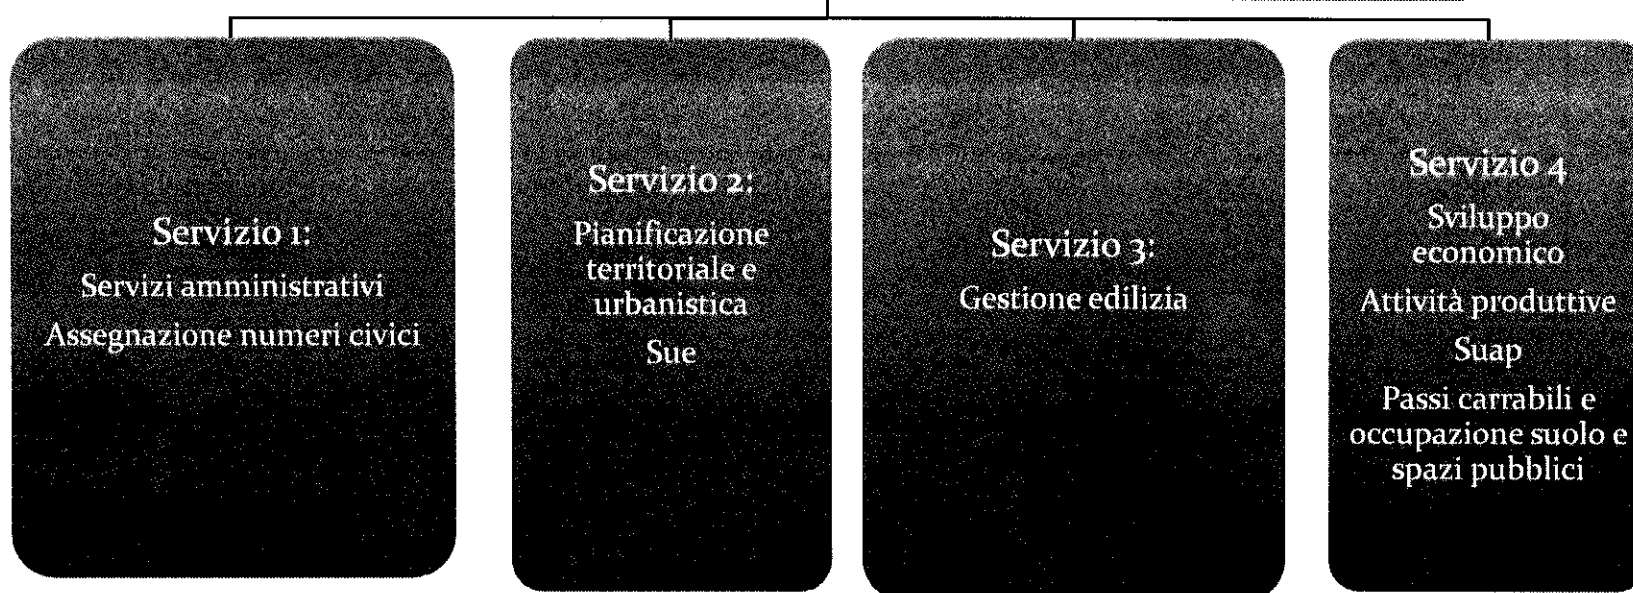 Servizio 1:
Servizi amministrativi
Assegnazione numeri civici
Servizio 2:
Pianificazione
territoriale e
urbanistica
Sue
Servizio 3:
Gestione edilizia
Servizio 4
Sviluppo
economico
Attività produttive
Suap
Passi carrabili e
occupazione suolo e
spazi pubblici